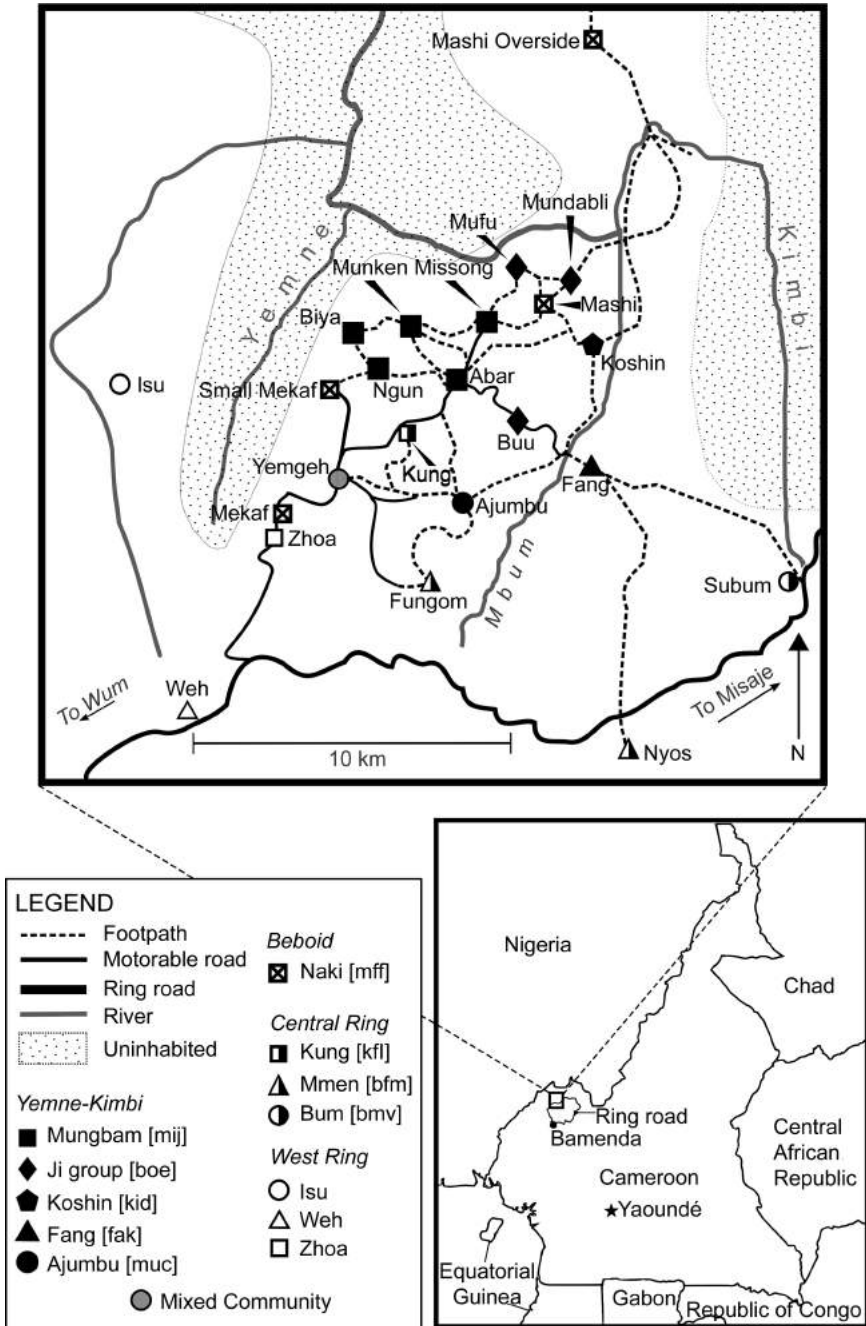 Mashi Overside
Mundabli
Mufu
Munken Missong
Yemne
Kimbi
Biya
Mashi
Koshin
Isu
Small Mekaf
Ngun
Abar
Buu
Kung
Yemgeh
Fang
Mekaf
Ajumbu
Zhoa
Mbum
Fungom
Subum
To Wum
Weh
To Misaje
10 km
Nyos
N
LEGEND
Footpath
Motorable road
Ring road
River
Uninhabited
Yemne-Kimbi
Mungbam [mij]
Ji group [boe]
Koshin [kid]
Fang [fak]
Ajumbu [muc]
Beboid
Naki [mff]
Central Ring
Kung [kfl]
Mmen [bfm]
Bum [bmv]
West Ring
Isu
Weh
Zhoa
Mixed Community
Nigeria
Chad
Ring road
Bamenda
Central
African
Republic
Cameroon
Yaoundé
Equatorial
Guinea
Gabon
Republic of Congo